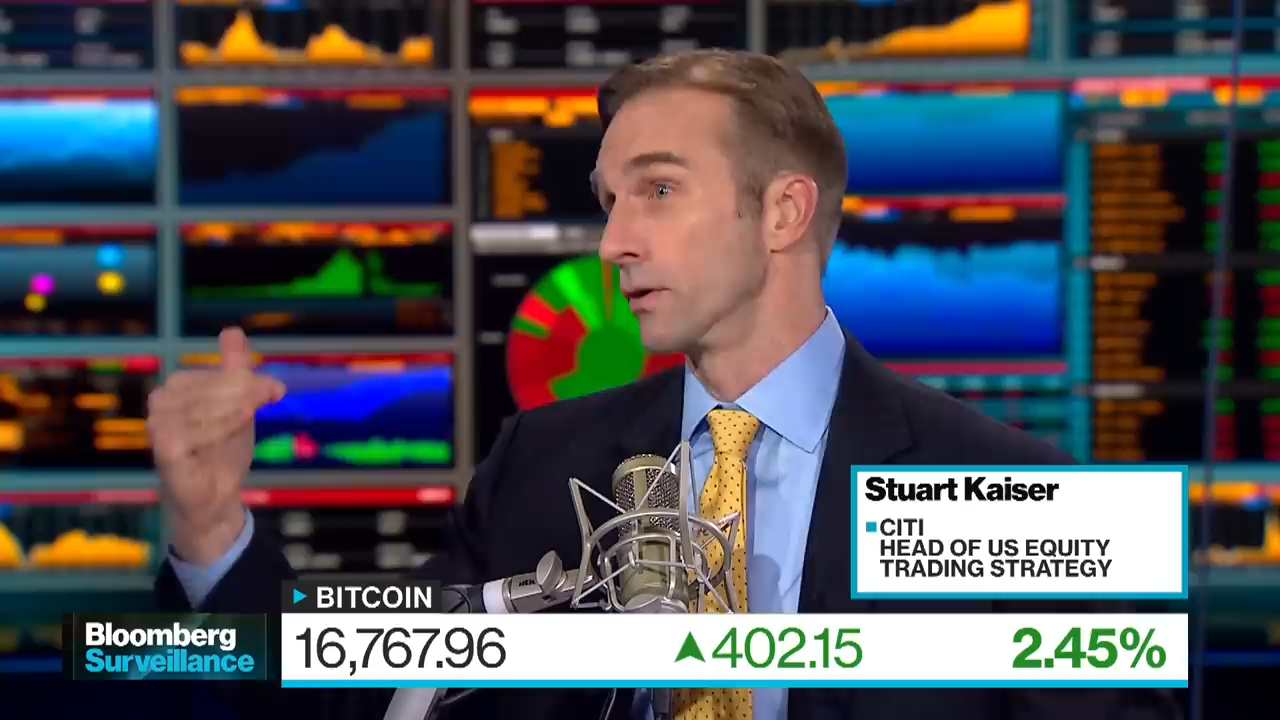 Stuart Kaiser
CITI
HEAD OF US EQUITY
TRADING STRATEGY
BITCOIN
Bloomberg
Surveillance
16,767.96 ▲402.15 2.45%